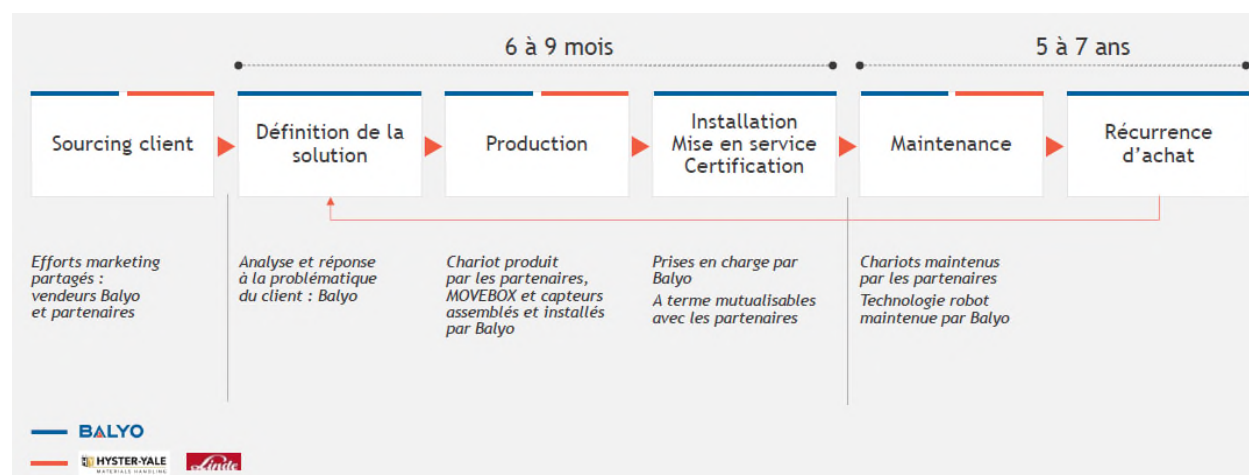 6 à 9 mois
5 à 7 ans
Sourcing client
Définition de la
solution
Production
Installation
Mise en service
Certification
Maintenance
Récurrence
d'achat
Efforts marketing
partagés :
vendeurs Balyo
et partenaires
Analyse et réponse
à la problématique
du client : Balyo
Chariot produit
par les partenaires,
MOVEBOX et capteurs
assemblés et installés
par Balyo
Prises en charge par
Balyo
A terme mutualisables
avec les partenaires
Chariots maintenus
par les partenaires
Technologie robot
maintenue par Balyo
BALYO
HYSTER-YALE
MATERIALS HANDLING
Linde